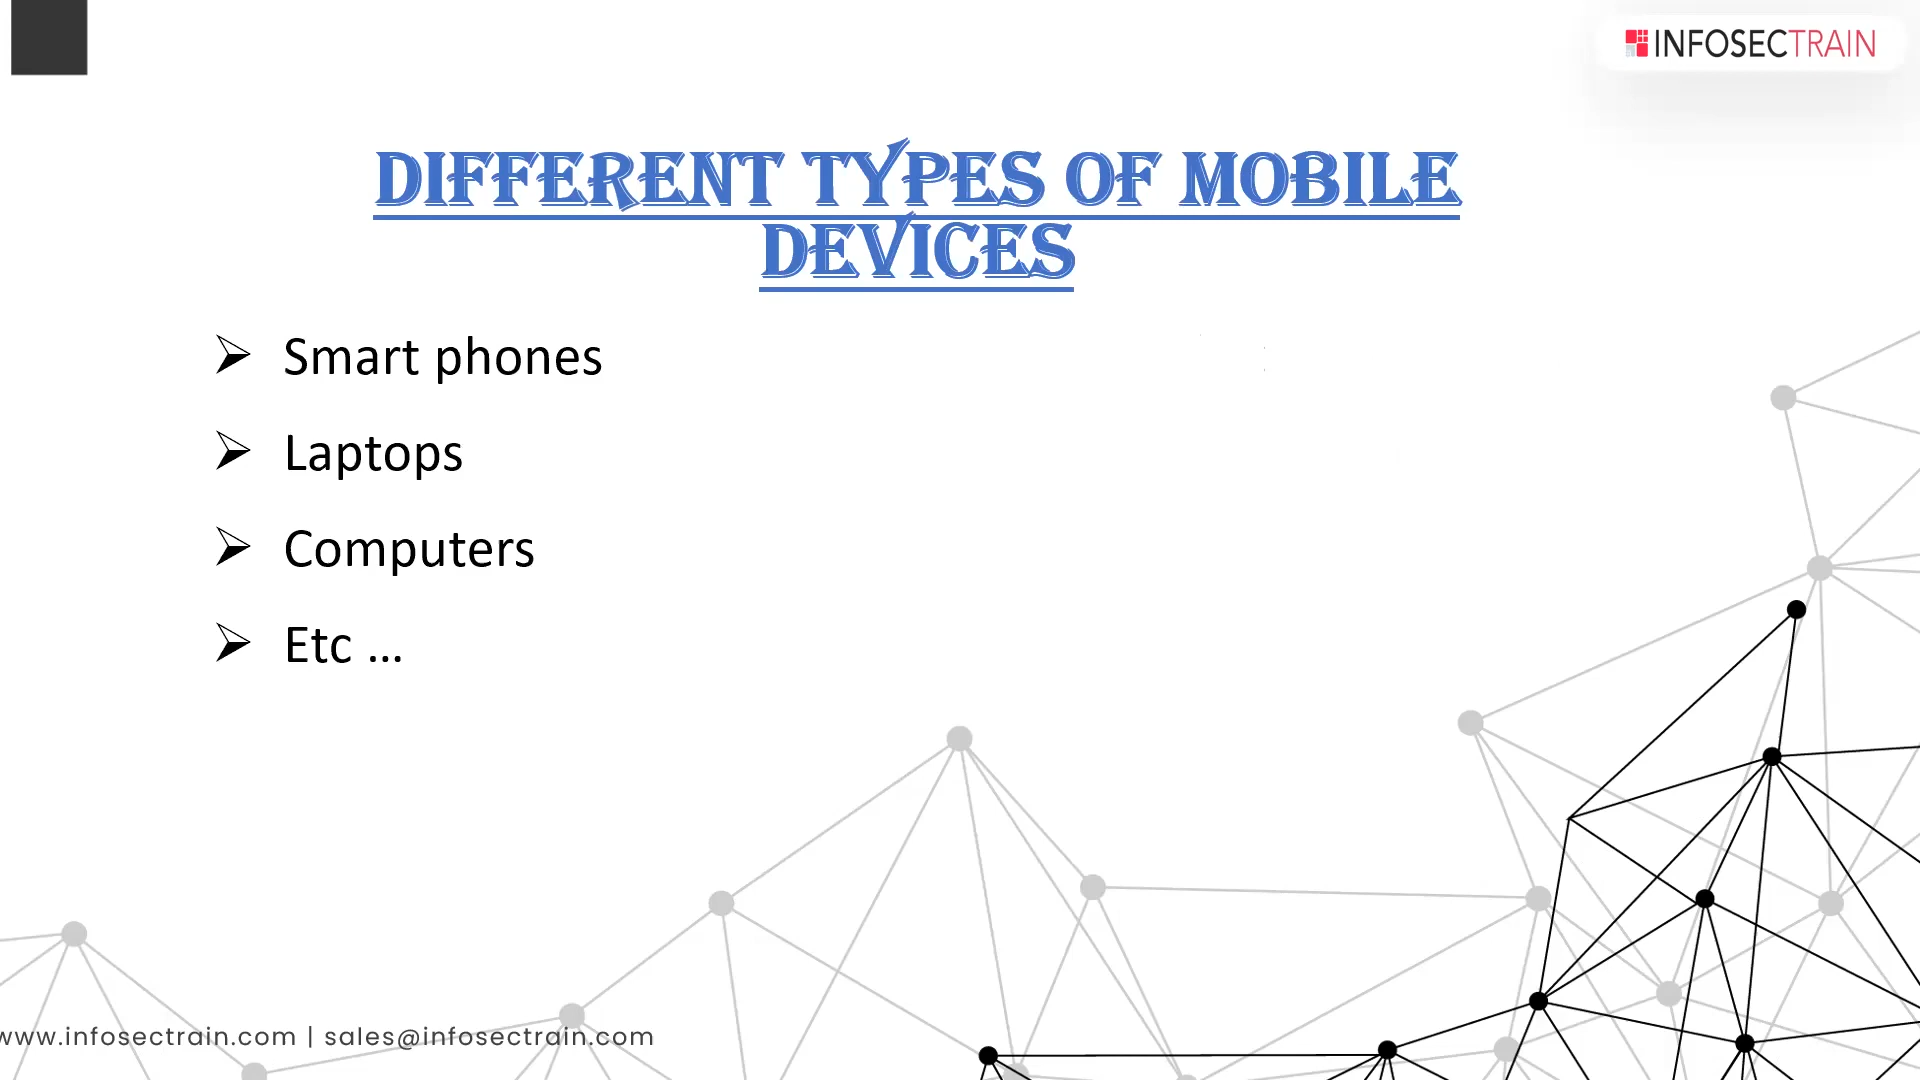 INFOSECTRAIN
DIFFERENT TYPES OF MOBILE
DEVICES
Smart phones
Laptops
Computers
Etc ...
www.infosectrain.com | sales@infosectrain.com